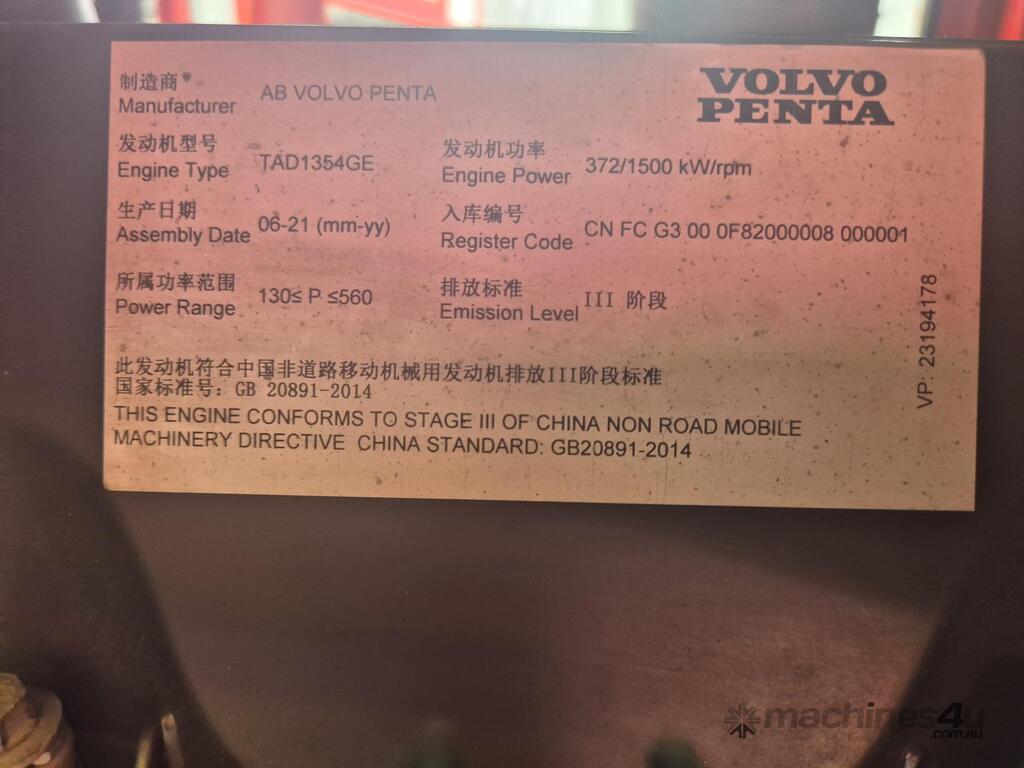 制造商
Manufacturer
AB VOLVO PENTA
VOLVO
PENTA
发动机型号
Engine Type
TAD1354GE
发动机功率
Engine Power
372/1500 kW/rpm
生产日期
Assembly Date
06-21 (mm-yy)
入库编号
Register Code
CN FC G3 00 0F82000008 000001
所属功率范围
Power Range
130≤ P ≤560
排放标准
Emission Level
III 阶段
VP: 23194178
此发动机符合中国非道路移动机械用发动机排放III阶段标准
国家标准号: GB 20891-2014
THIS ENGINE CONFORMS TO STAGE III OF CHINA NON ROAD MOBILE
MACHINERY DIRECTIVE CHINA STANDARD: GB20891-2014
machines4u
.com.au